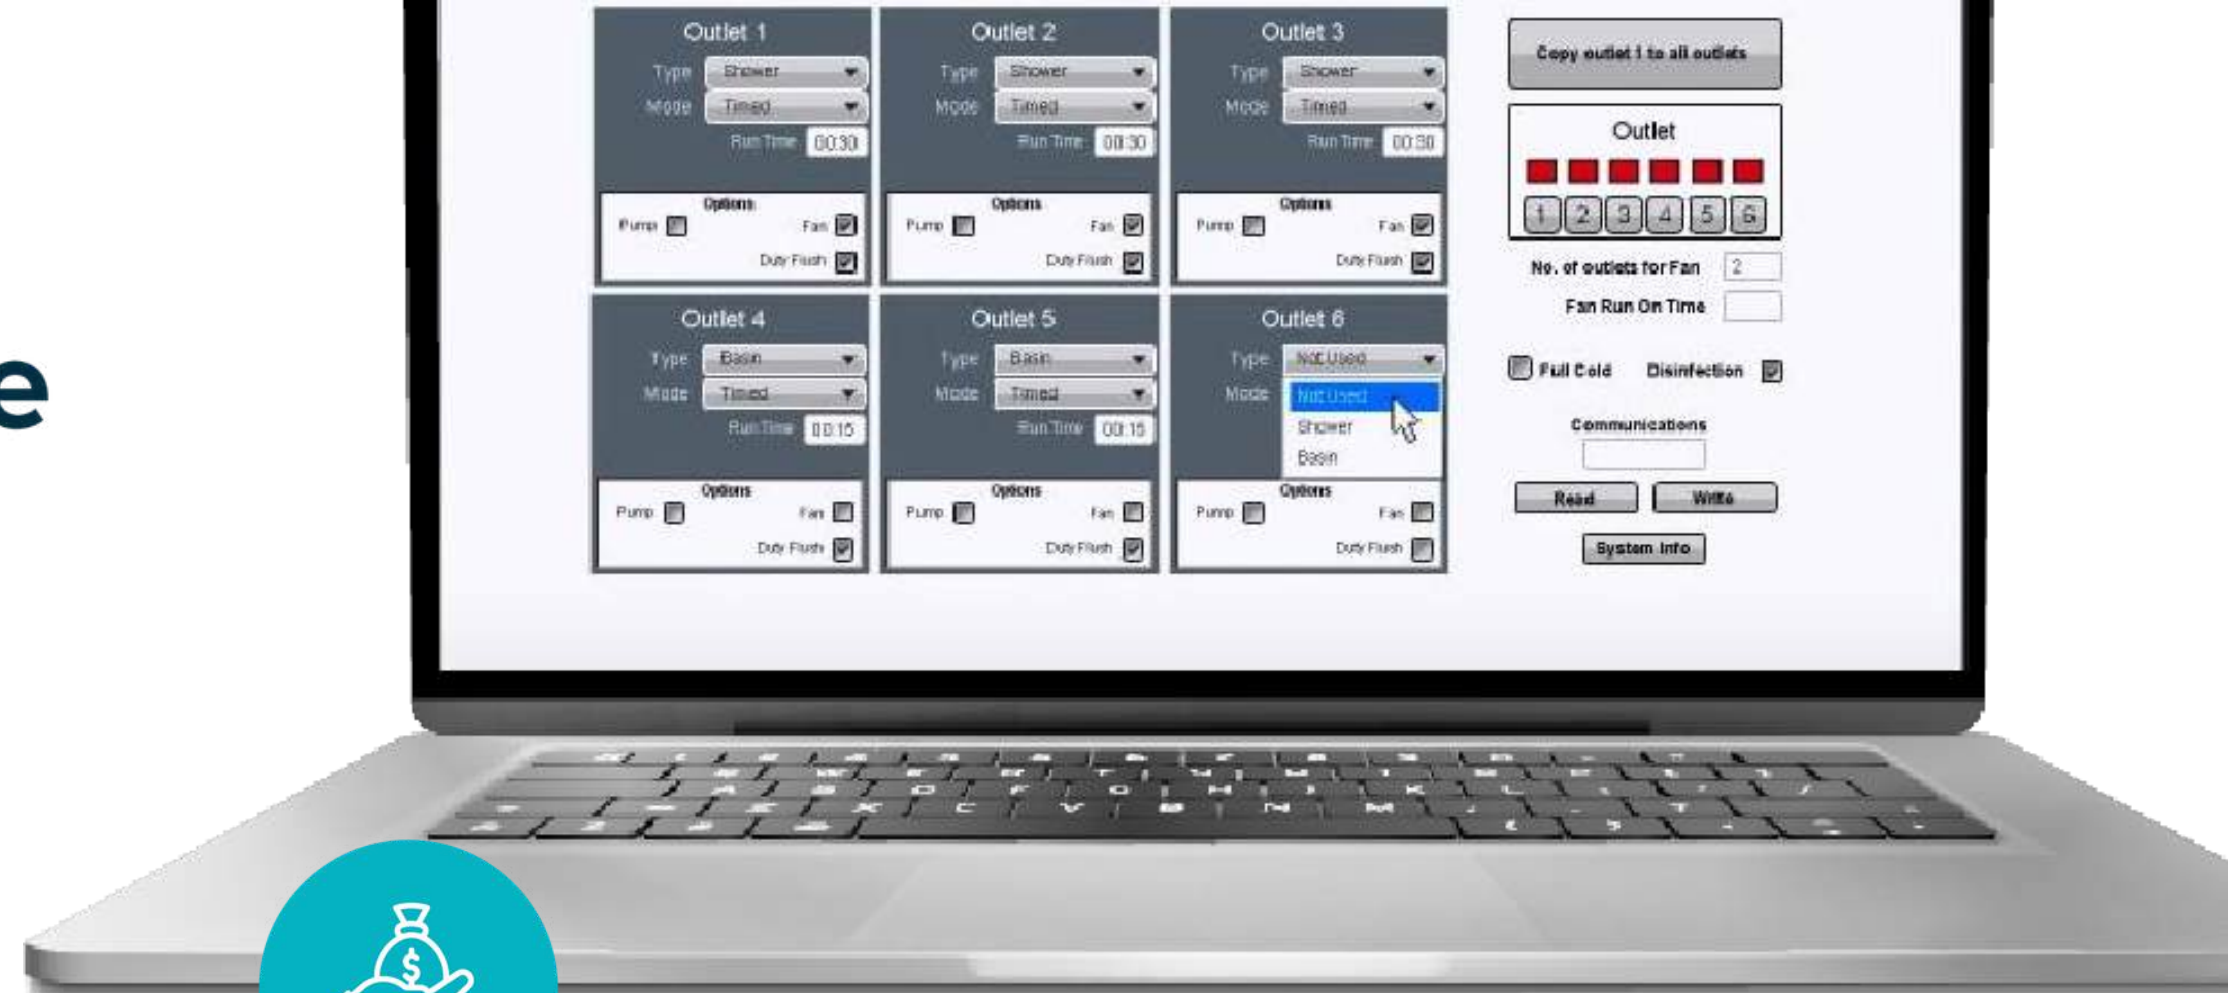 Outlet 1
Type Shower
Mode Timed
Run Time 00:30
Options
Pump Fan
Duty Flush
Outlet 2
Type Shower
Mode Timed
Run Time 00:30
Options
Pump Fan
Duty Flush
Outlet 3
Type Shower
Mode Timed
Run Time 00:30
Options
Pump Fan
Duty Flush
Outlet 4
Type Basin
Mode Timed
Run Time 00:15
Options
Pump Fan
Duty Flush
Outlet 5
Type Basin
Mode Timed
Run Time 00:15
Options
Pump Fan
Duty Flush
Outlet 6
Type Not Used
Mode Not Used
Shower
Basin
Options
Pump Fan
Duty Flush
Copy outlet 1 to all outlets
Outlet
1 2 3 4 5 6
No. of outlets for Fan 2
Fan Run On Time
Full Cold Disinfection
Communications
Read Write
System Info
e
$